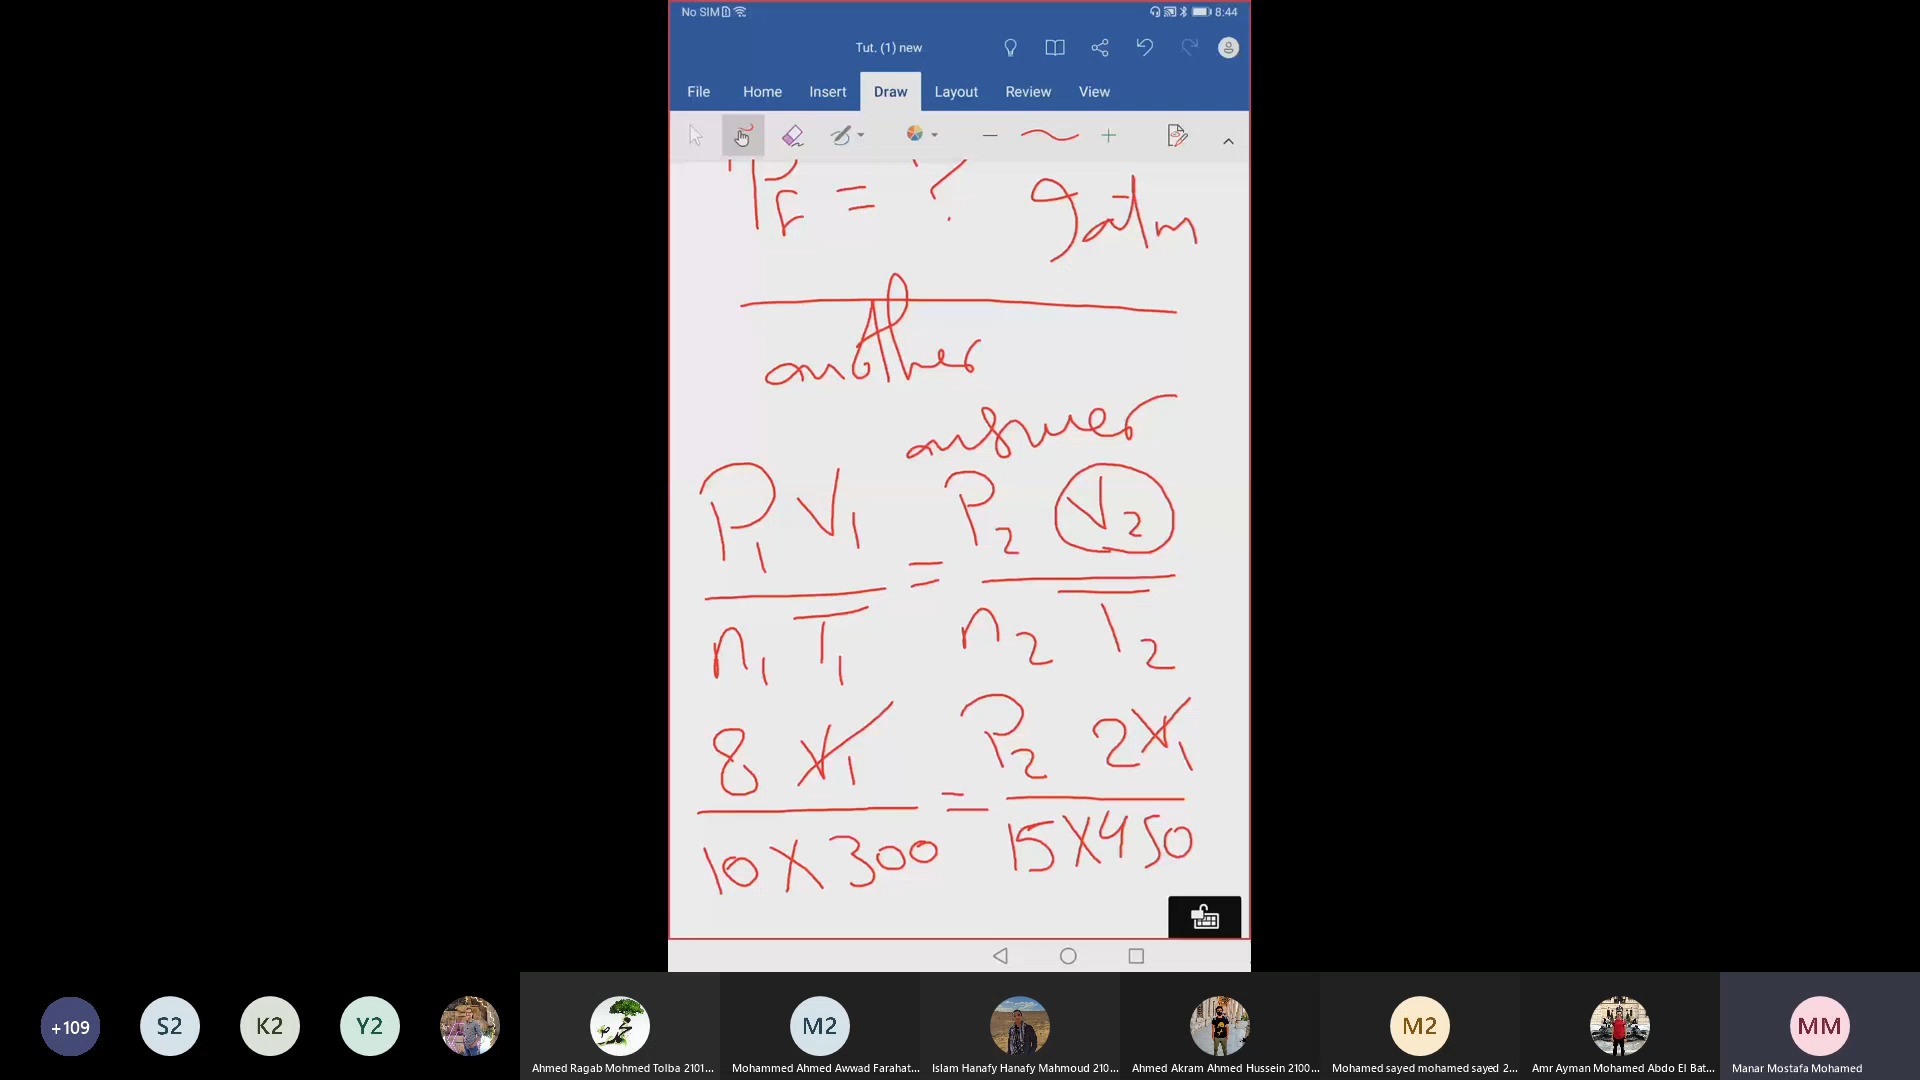 No SIM 8:44
Tut. (1) new
File Home Insert Draw Layout Review View
P_F = ? 9 atm
another
answer
P₁ V₁ / n₁ T₁ = P₂ V₂ / n₂ T₂
8 V₁ / 10 X 300 = P₂ 2V₁ / 15 X 450
+109 S2 K2 Y2 M2 M2 MM
Ahmed Ragab Mohmed Tolba 2101... Mohammed Ahmed Awwad Farahat... Islam Hanafy Hanafy Mahmoud 210... Ahmed Akram Ahmed Hussein 2100... Mohamed sayed mohamed sayed 2... Amr Ayman Mohamed Abdo El Bat... Manar Mostafa Mohamed